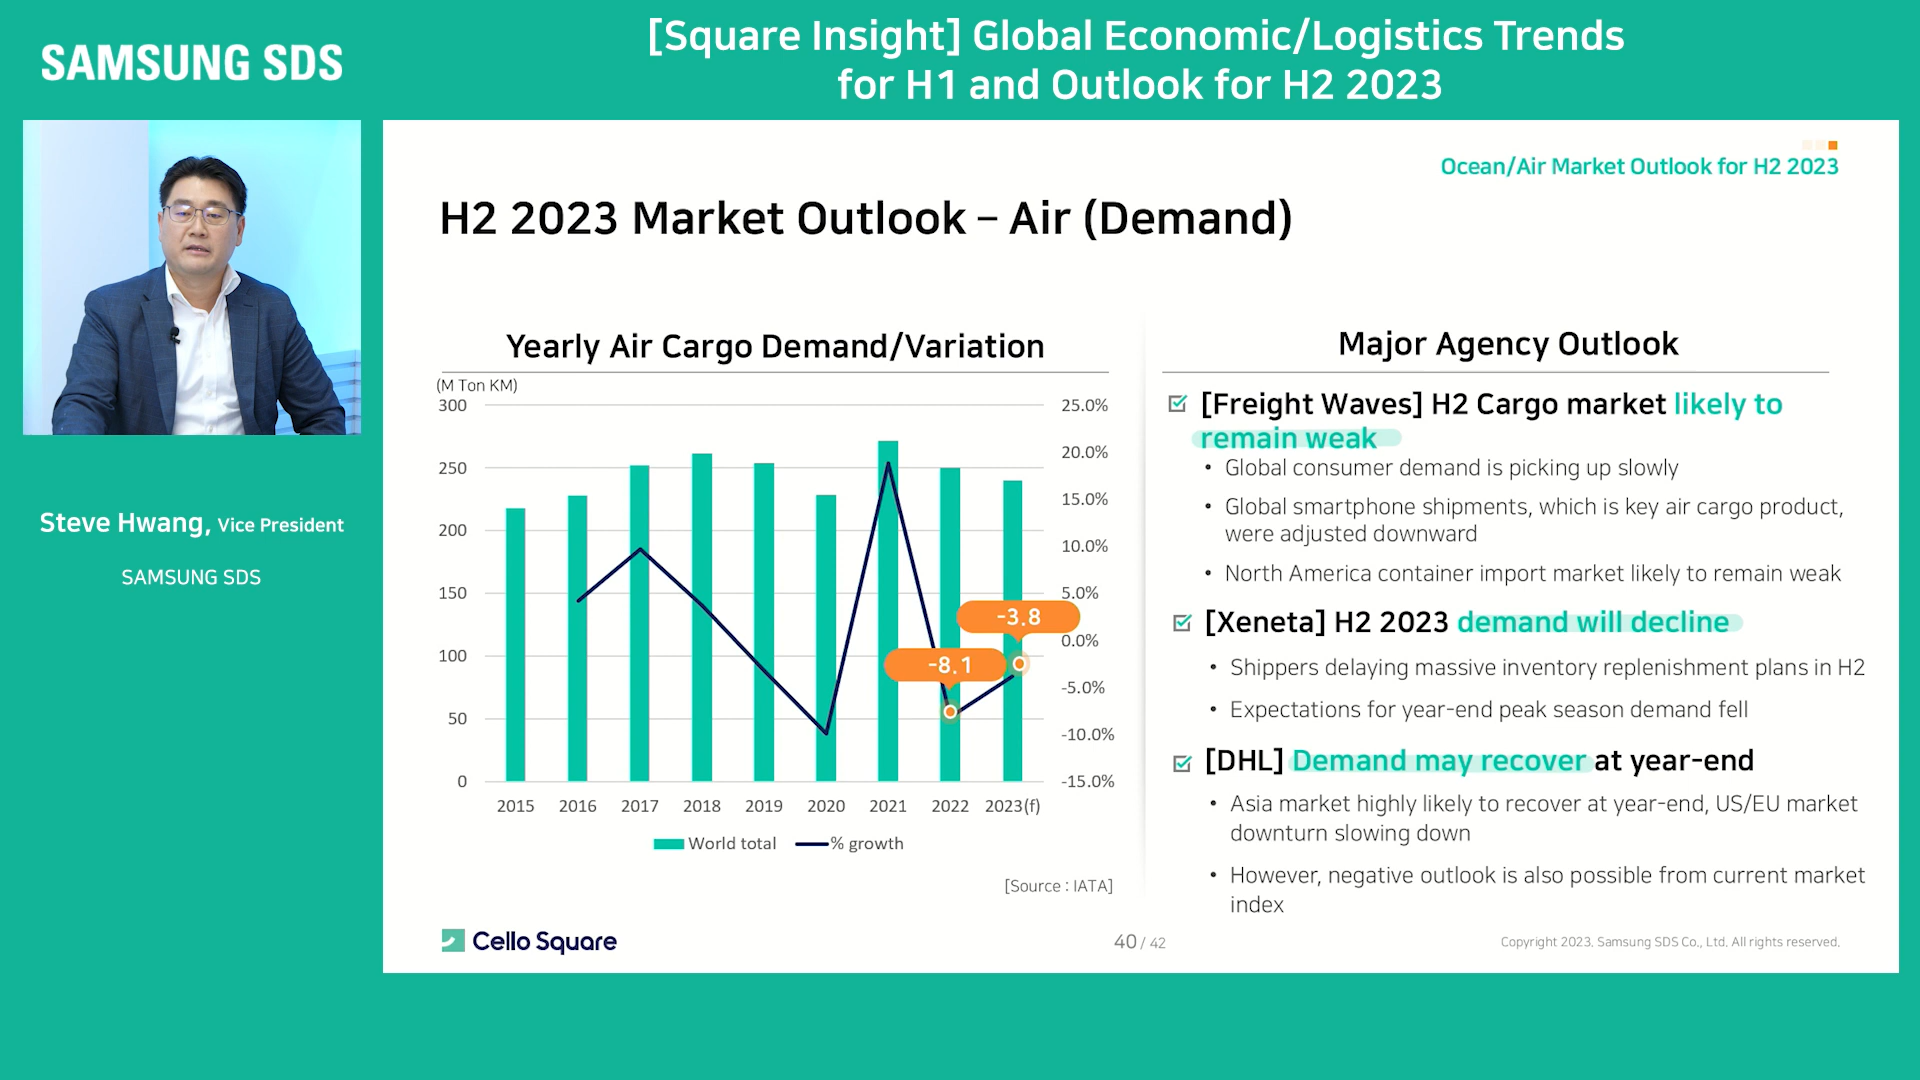 SAMSUNG SDS
[Square Insight] Global Economic/Logistics Trends
for H1 and Outlook for H2 2023
Steve Hwang, Vice President
SAMSUNG SDS
Ocean/Air Market Outlook for H2 2023
H2 2023 Market Outlook – Air (Demand)
Yearly Air Cargo Demand/Variation
(M Ton KM)
300
250
200
150
100
50
0
25.0%
20.0%
15.0%
10.0%
5.0%
0.0%
-5.0%
-10.0%
-15.0%
-3.8
-8.1
2015 2016 2017 2018 2019 2020 2021 2022 2023(f)
World total % growth
[Source : IATA]
Major Agency Outlook
[Freight Waves] H2 Cargo market likely to
remain weak
• Global consumer demand is picking up slowly
• Global smartphone shipments, which is key air cargo product,
were adjusted downward
• North America container import market likely to remain weak
[Xeneta] H2 2023 demand will decline
• Shippers delaying massive inventory replenishment plans in H2
• Expectations for year-end peak season demand fell
[DHL] Demand may recover at year-end
• Asia market highly likely to recover at year-end, US/EU market
downturn slowing down
• However, negative outlook is also possible from current market
index
Cello Square
40 / 42
Copyright 2023. Samsung SDS Co., Ltd. All rights reserved.